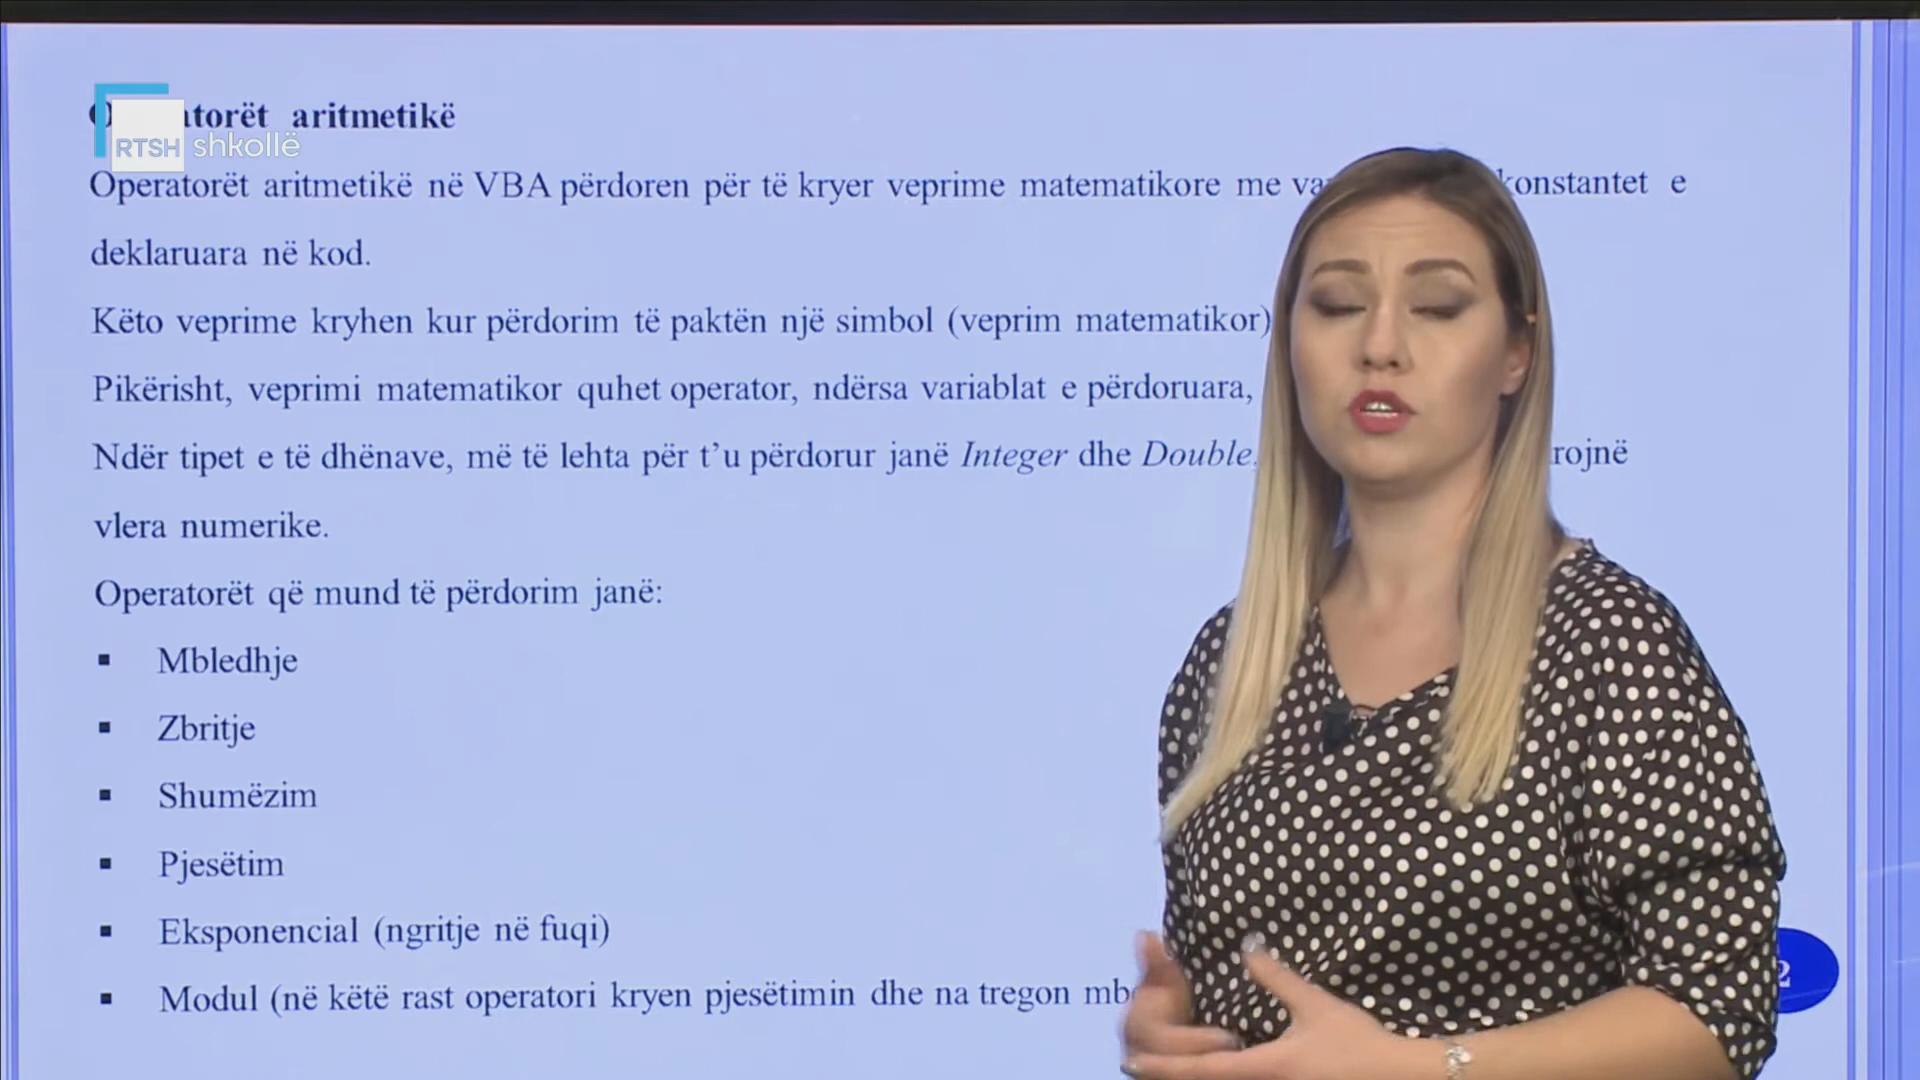 aritmetikë
RTSH shkollë
Operatorët aritmetikë në VBA përdoren për të kryer veprime matematikore me konstantet e
deklaruara në kod.
Këto veprime kryhen kur përdorim të paktën një simbol (veprim matematikor)
Pikërisht, veprimi matematikor quhet operator, ndërsa variablat e përdoruara,
Ndër tipet e të dhënave, më të lehta për t’u përdorur janë Integer dhe Double.
vlera numerike.
Operatorët që mund të përdorim janë:
▪ Mbledhje
▪ Zbritje
▪ Shumëzim
▪ Pjesëtim
▪ Eksponencial (ngritje në fuqi)
▪ Modul (në këtë rast operatori kryen pjesëtimin dhe na tregon
2